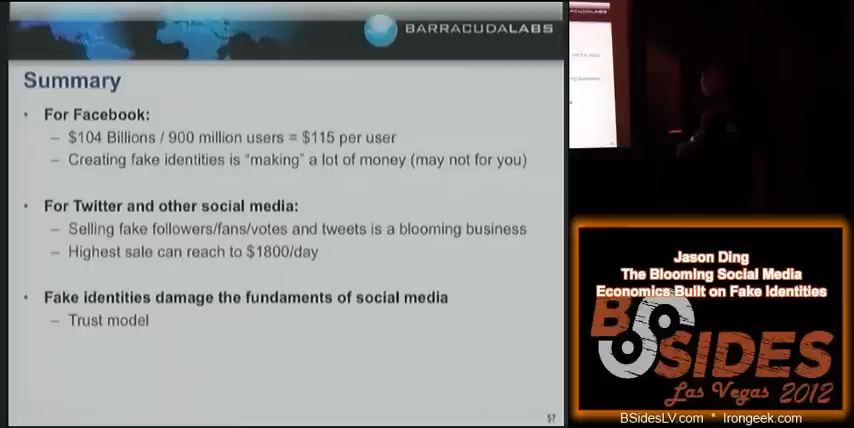 BARRACUDALABS
Summary
• For Facebook:
– $104 Billions / 900 million users = $115 per user
– Creating fake identities is "making" a lot of money (may not for you)
• For Twitter and other social media:
– Selling fake followers/fans/votes and tweets is a blooming business
– Highest sale can reach to $1800/day
• Fake identities damage the fundaments of social media
– Trust model
57
Jason Ding
The Blooming Social Media
Economics Built on Fake Identities
BSIDES
Las Vegas 2012
BSidesLV.com * Irongeek.com